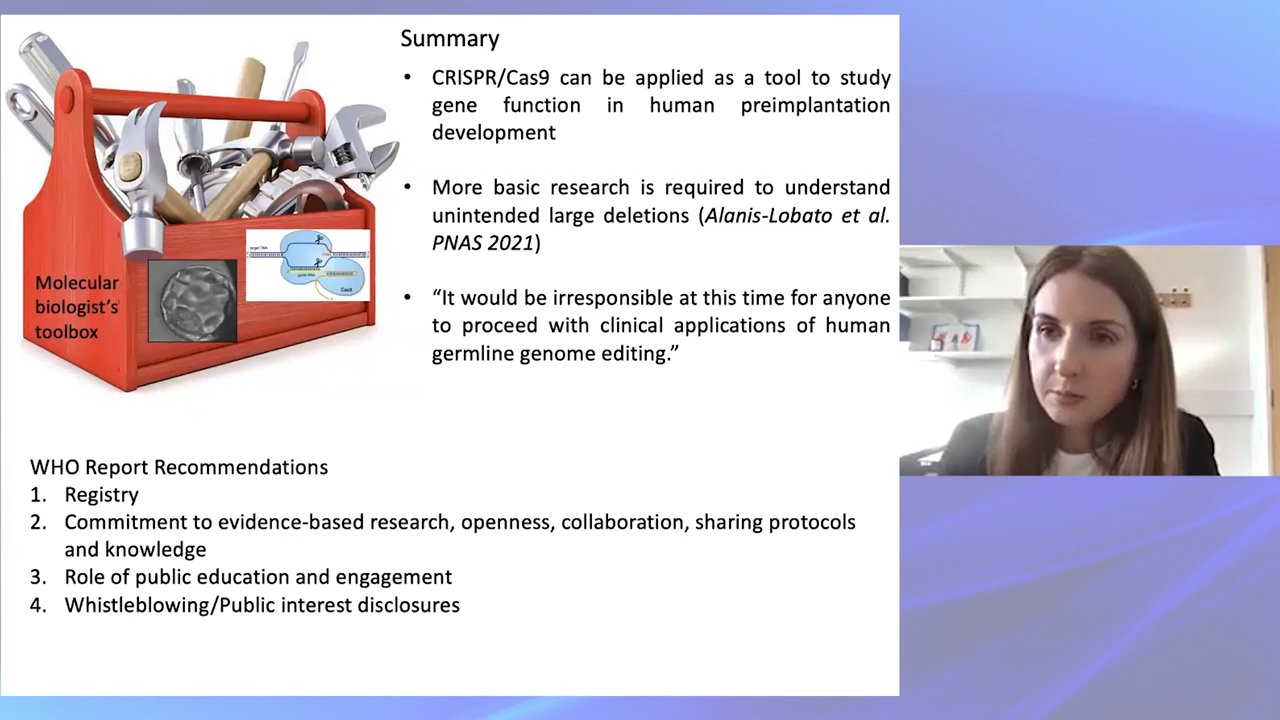 Summary
• CRISPR/Cas9 can be applied as a tool to study
gene function in human preimplantation
development
• More basic research is required to understand
unintended large deletions (Alanis-Lobato et al.
PNAS 2021)
• “It would be irresponsible at this time for anyone
to proceed with clinical applications of human
germline genome editing.”
Molecular
biologist’s
toolbox
Cas9
WHO Report Recommendations
1. Registry
2. Commitment to evidence-based research, openness, collaboration, sharing protocols
and knowledge
3. Role of public education and engagement
4. Whistleblowing/Public interest disclosures